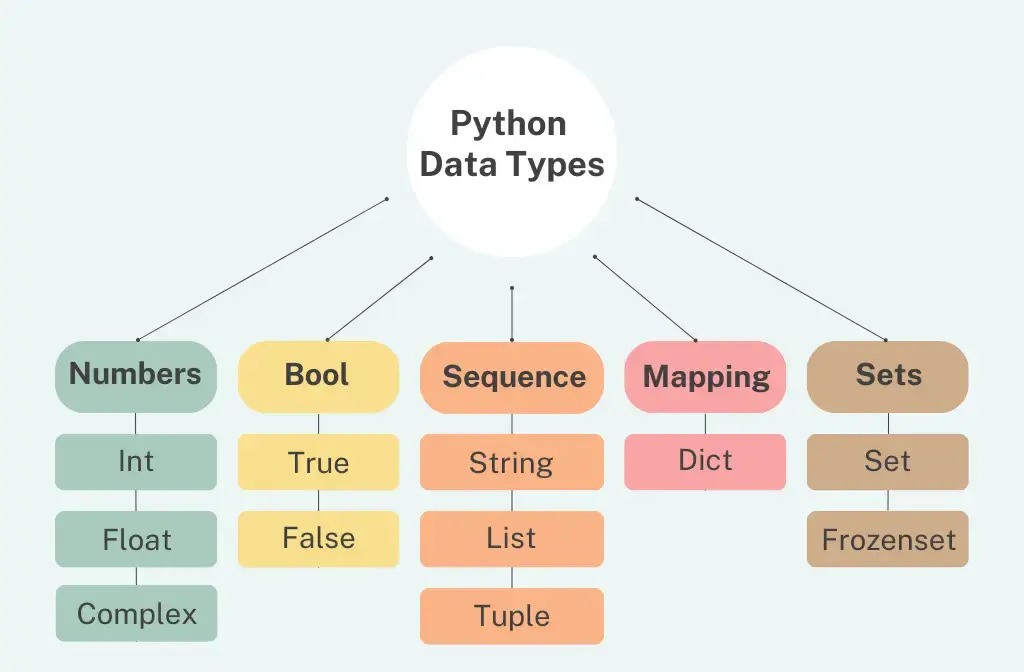 Python
Data Types
Numbers
Bool
Sequence
Mapping
Sets
Int
True
String
Dict
Set
Float
False
List
Frozenset
Complex
Tuple